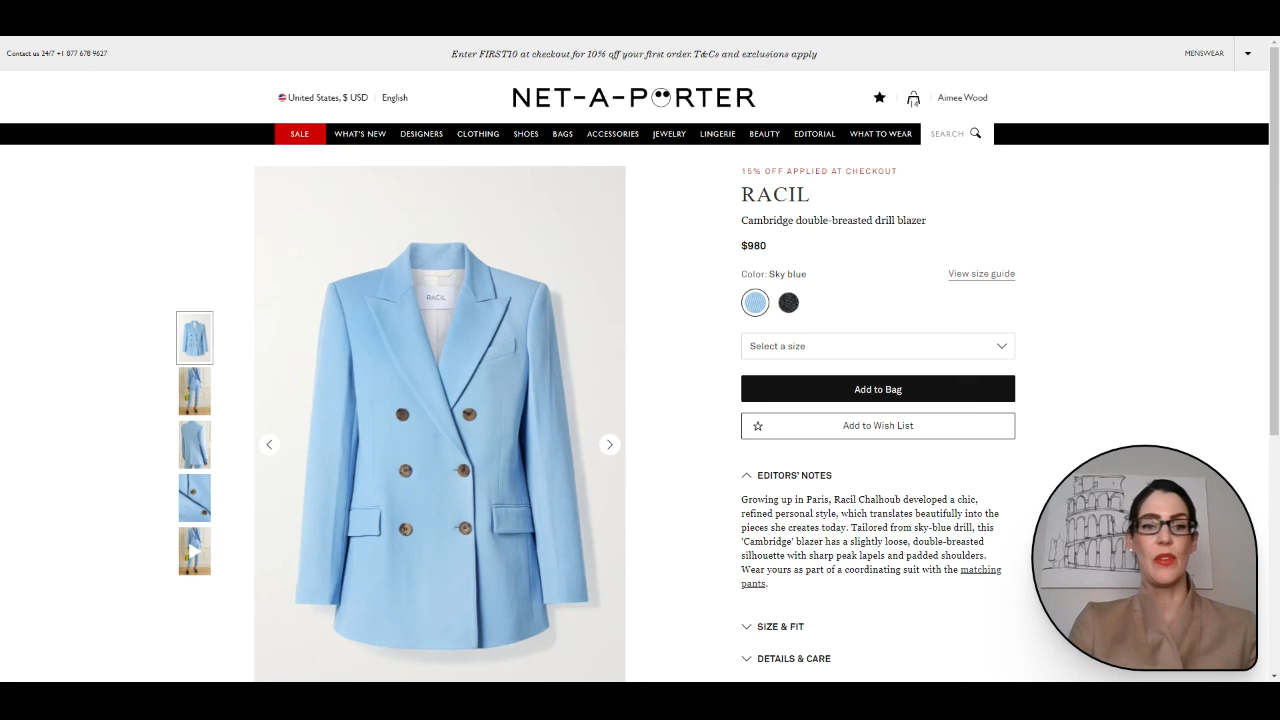 Contact us 24/7 +1 877 678 9627
Enter FIRST10 at checkout for 10% off your first order. T&Cs and exclusions apply
MENSWEAR
United States, $ USD
English
NET-A-PORTER
14
Aimee Wood
SALE WHAT'S NEW DESIGNERS CLOTHING SHOES BAGS ACCESSORIES JEWELRY LINGERIE BEAUTY EDITORIAL WHAT TO WEAR SEARCH
RACIL
15% OFF APPLIED AT CHECKOUT
RACIL
Cambridge double-breasted drill blazer
$980
Color: Sky blue
View size guide
Select a size
Add to Bag
Add to Wish List
EDITORS' NOTES
Growing up in Paris, Racil Chalhoub developed a chic,
refined personal style, which translates beautifully into the
pieces she creates today. Tailored from sky-blue drill, this
'Cambridge' blazer has a slightly loose, double-breasted
silhouette with sharp peak lapels and padded shoulders.
Wear yours as part of a coordinating suit with the matching
pants.
SIZE & FIT
DETAILS & CARE